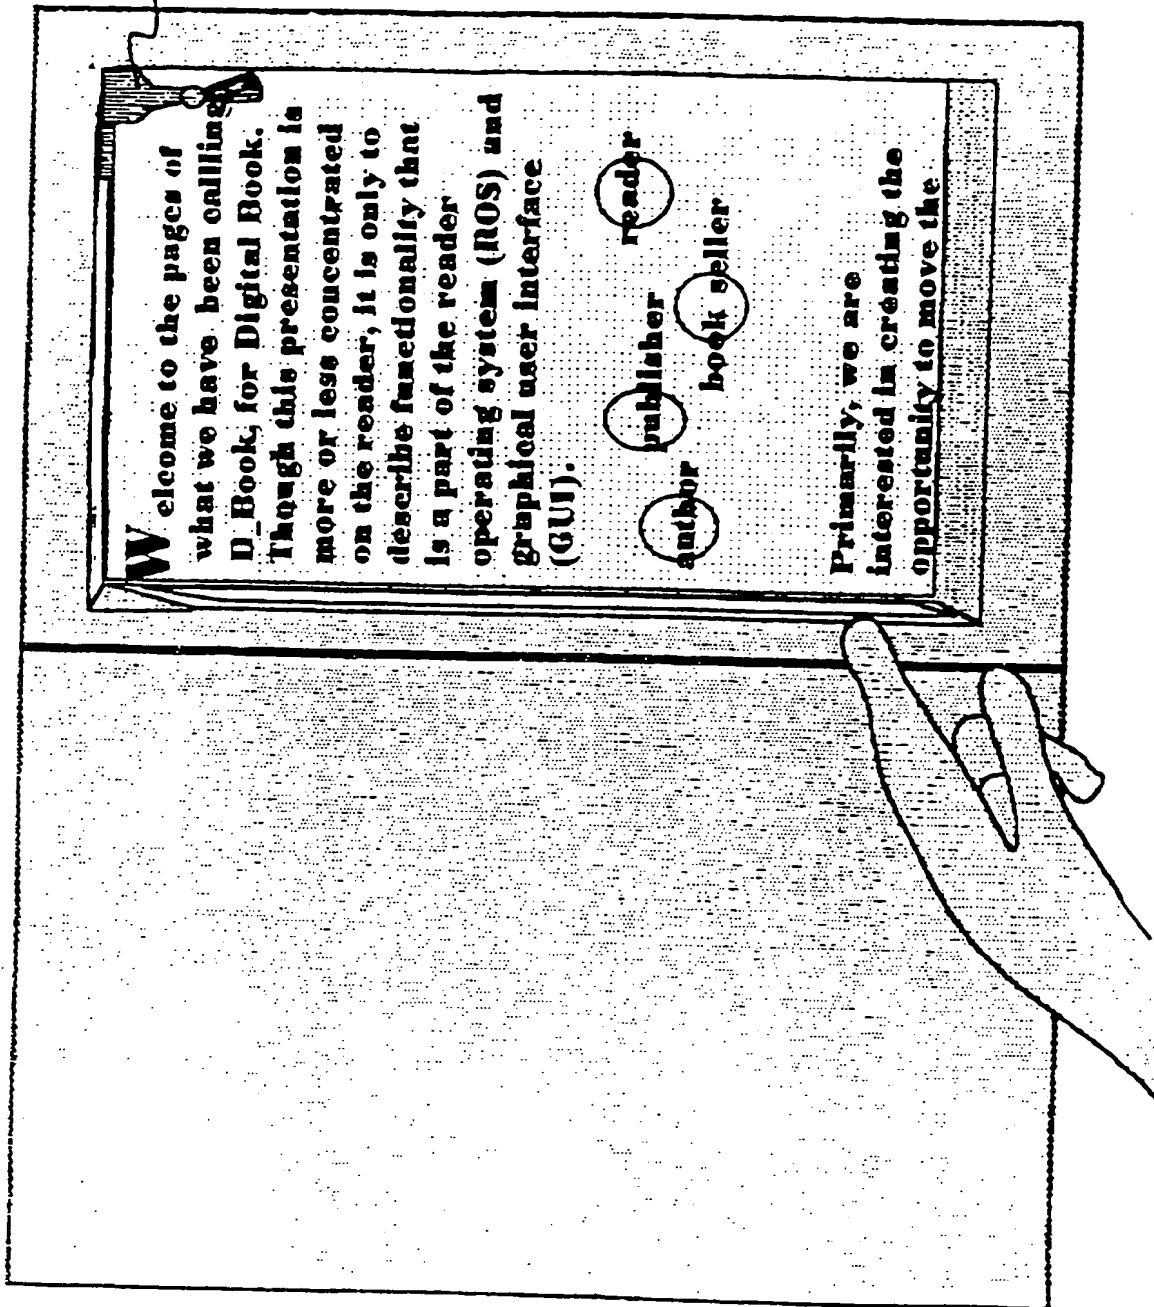 Welcome to the pages of
what we have been callling
D_Book, for Digital Book.
Though this presentation is
more or less concentrated
on the reader, it is only to
describe functionality that
is a part of the reader
operating system (ROS) and
graphical user interface
(GUI).
author
publisher
book seller
reader
Primarily, we are
interested in creating the
opportunity to move the